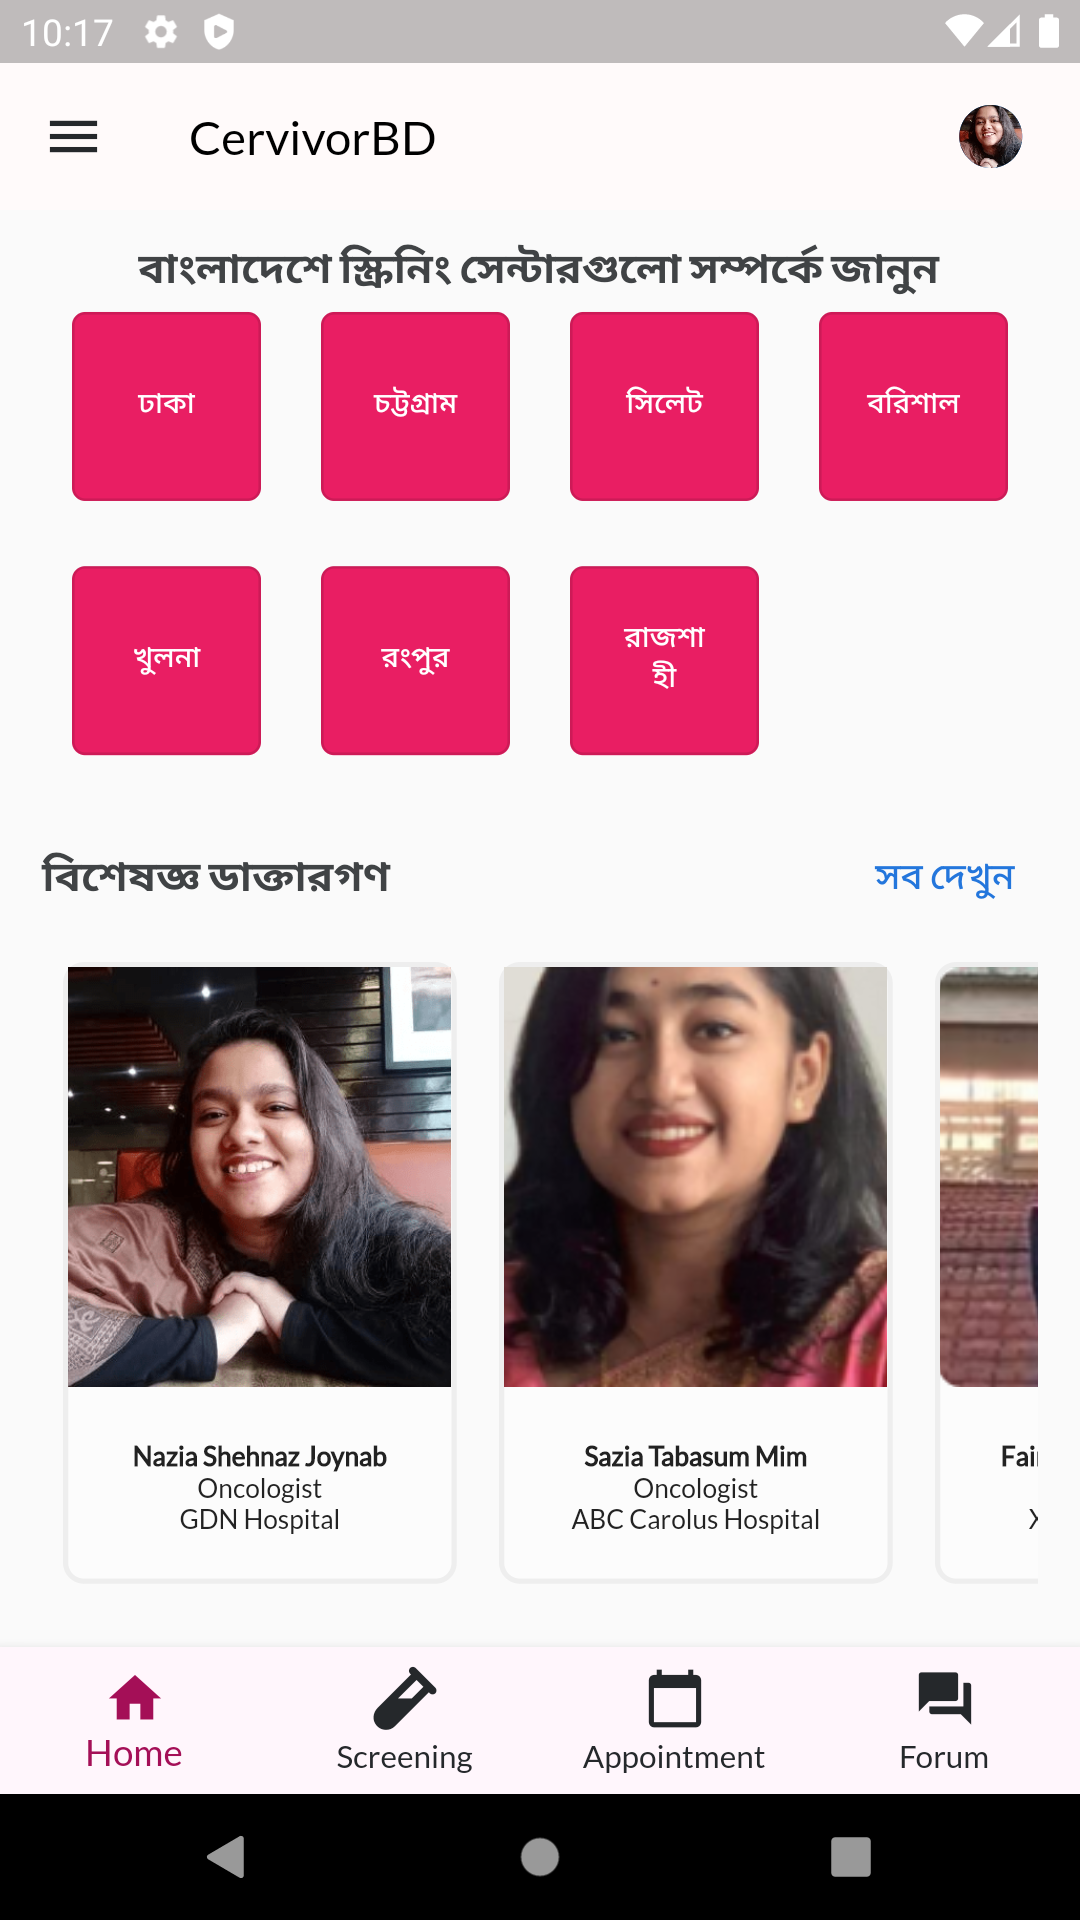 10:17
CervivorBD
বাংলাদেশে স্ক্রিনিং সেন্টারগুলো সম্পর্কে জানুন
ঢাকা
চট্টগ্রাম
সিলেট
বরিশাল
খুলনা
রংপুর
রাজশা
হী
বিশেষজ্ঞ ডাক্তারগণ
সব দেখুন
Nazia Shehnaz Joynab
Oncologist
GDN Hospital
Sazia Tabasum Mim
Oncologist
ABC Carolus Hospital
Home
Screening
Appointment
Forum